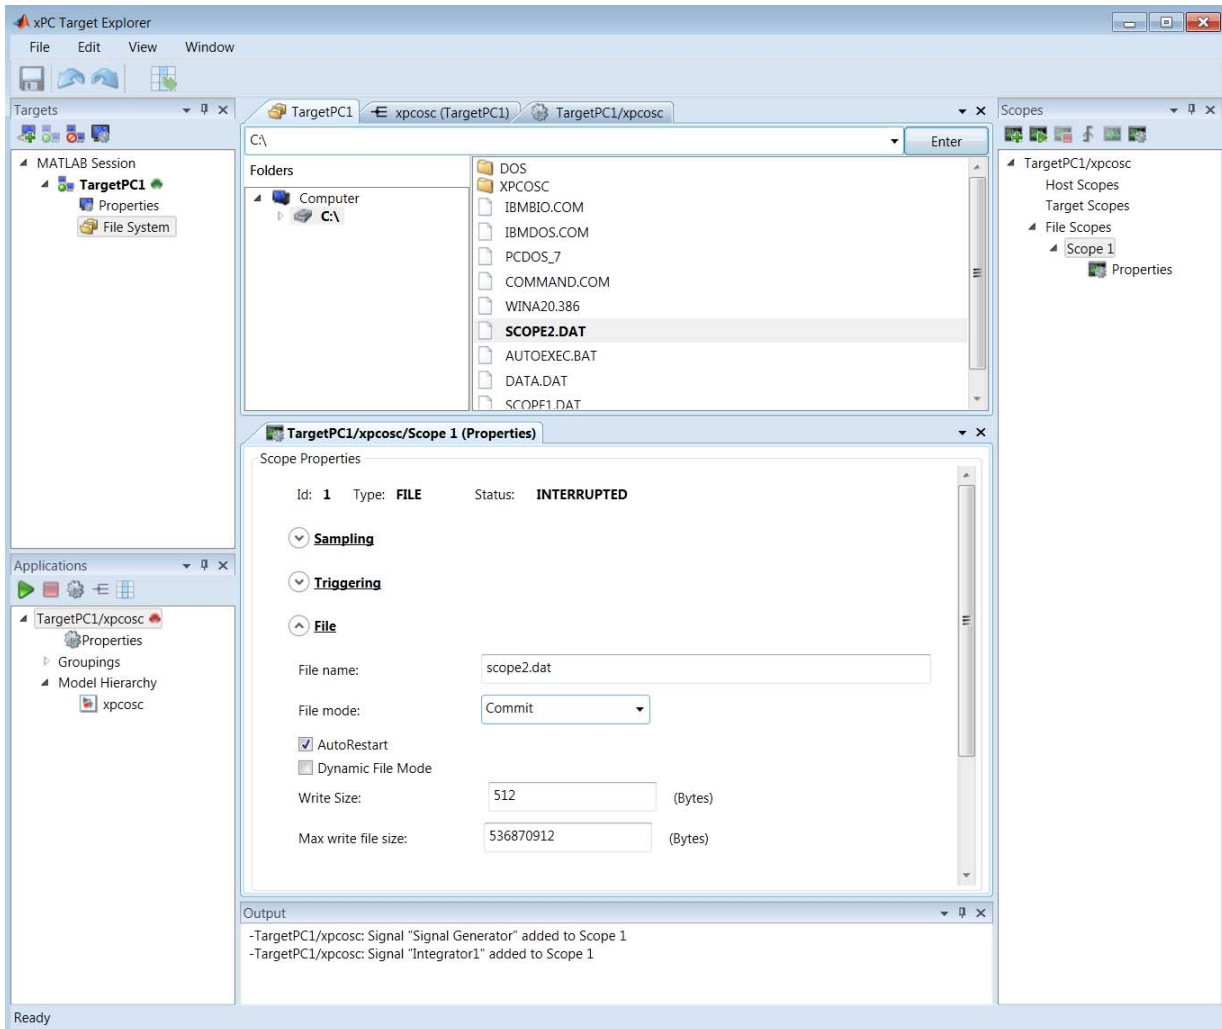 xPC Target Explorer
File Edit View Window
Targets
MATLAB Session
TargetPC1
Properties
File System
TargetPC1 xpcosc (TargetPC1) TargetPC1/xpcosc
C:\ Enter
Folders
Computer
C:\
DOS
XPCOSC
IBMBIO.COM
IBMDOS.COM
PCDOS_7
COMMAND.COM
WINA20.386
SCOPE2.DAT
AUTOEXEC.BAT
DATA.DAT
SCOPE1.DAT
Scopes
TargetPC1/xpcosc
Host Scopes
Target Scopes
File Scopes
Scope 1
Properties
Applications
TargetPC1/xpcosc
Properties
Groupings
Model Hierarchy
xpcosc
TargetPC1/xpcosc/Scope 1 (Properties)
Scope Properties
Id: 1 Type: FILE Status: INTERRUPTED
Sampling
Triggering
File
File name: scope2.dat
File mode: Commit
AutoRestart
Dynamic File Mode
Write Size: 512 (Bytes)
Max write file size: 536870912 (Bytes)
Output
-TargetPC1/xpcosc: Signal "Signal Generator" added to Scope 1
-TargetPC1/xpcosc: Signal "Integrator1" added to Scope 1
Ready